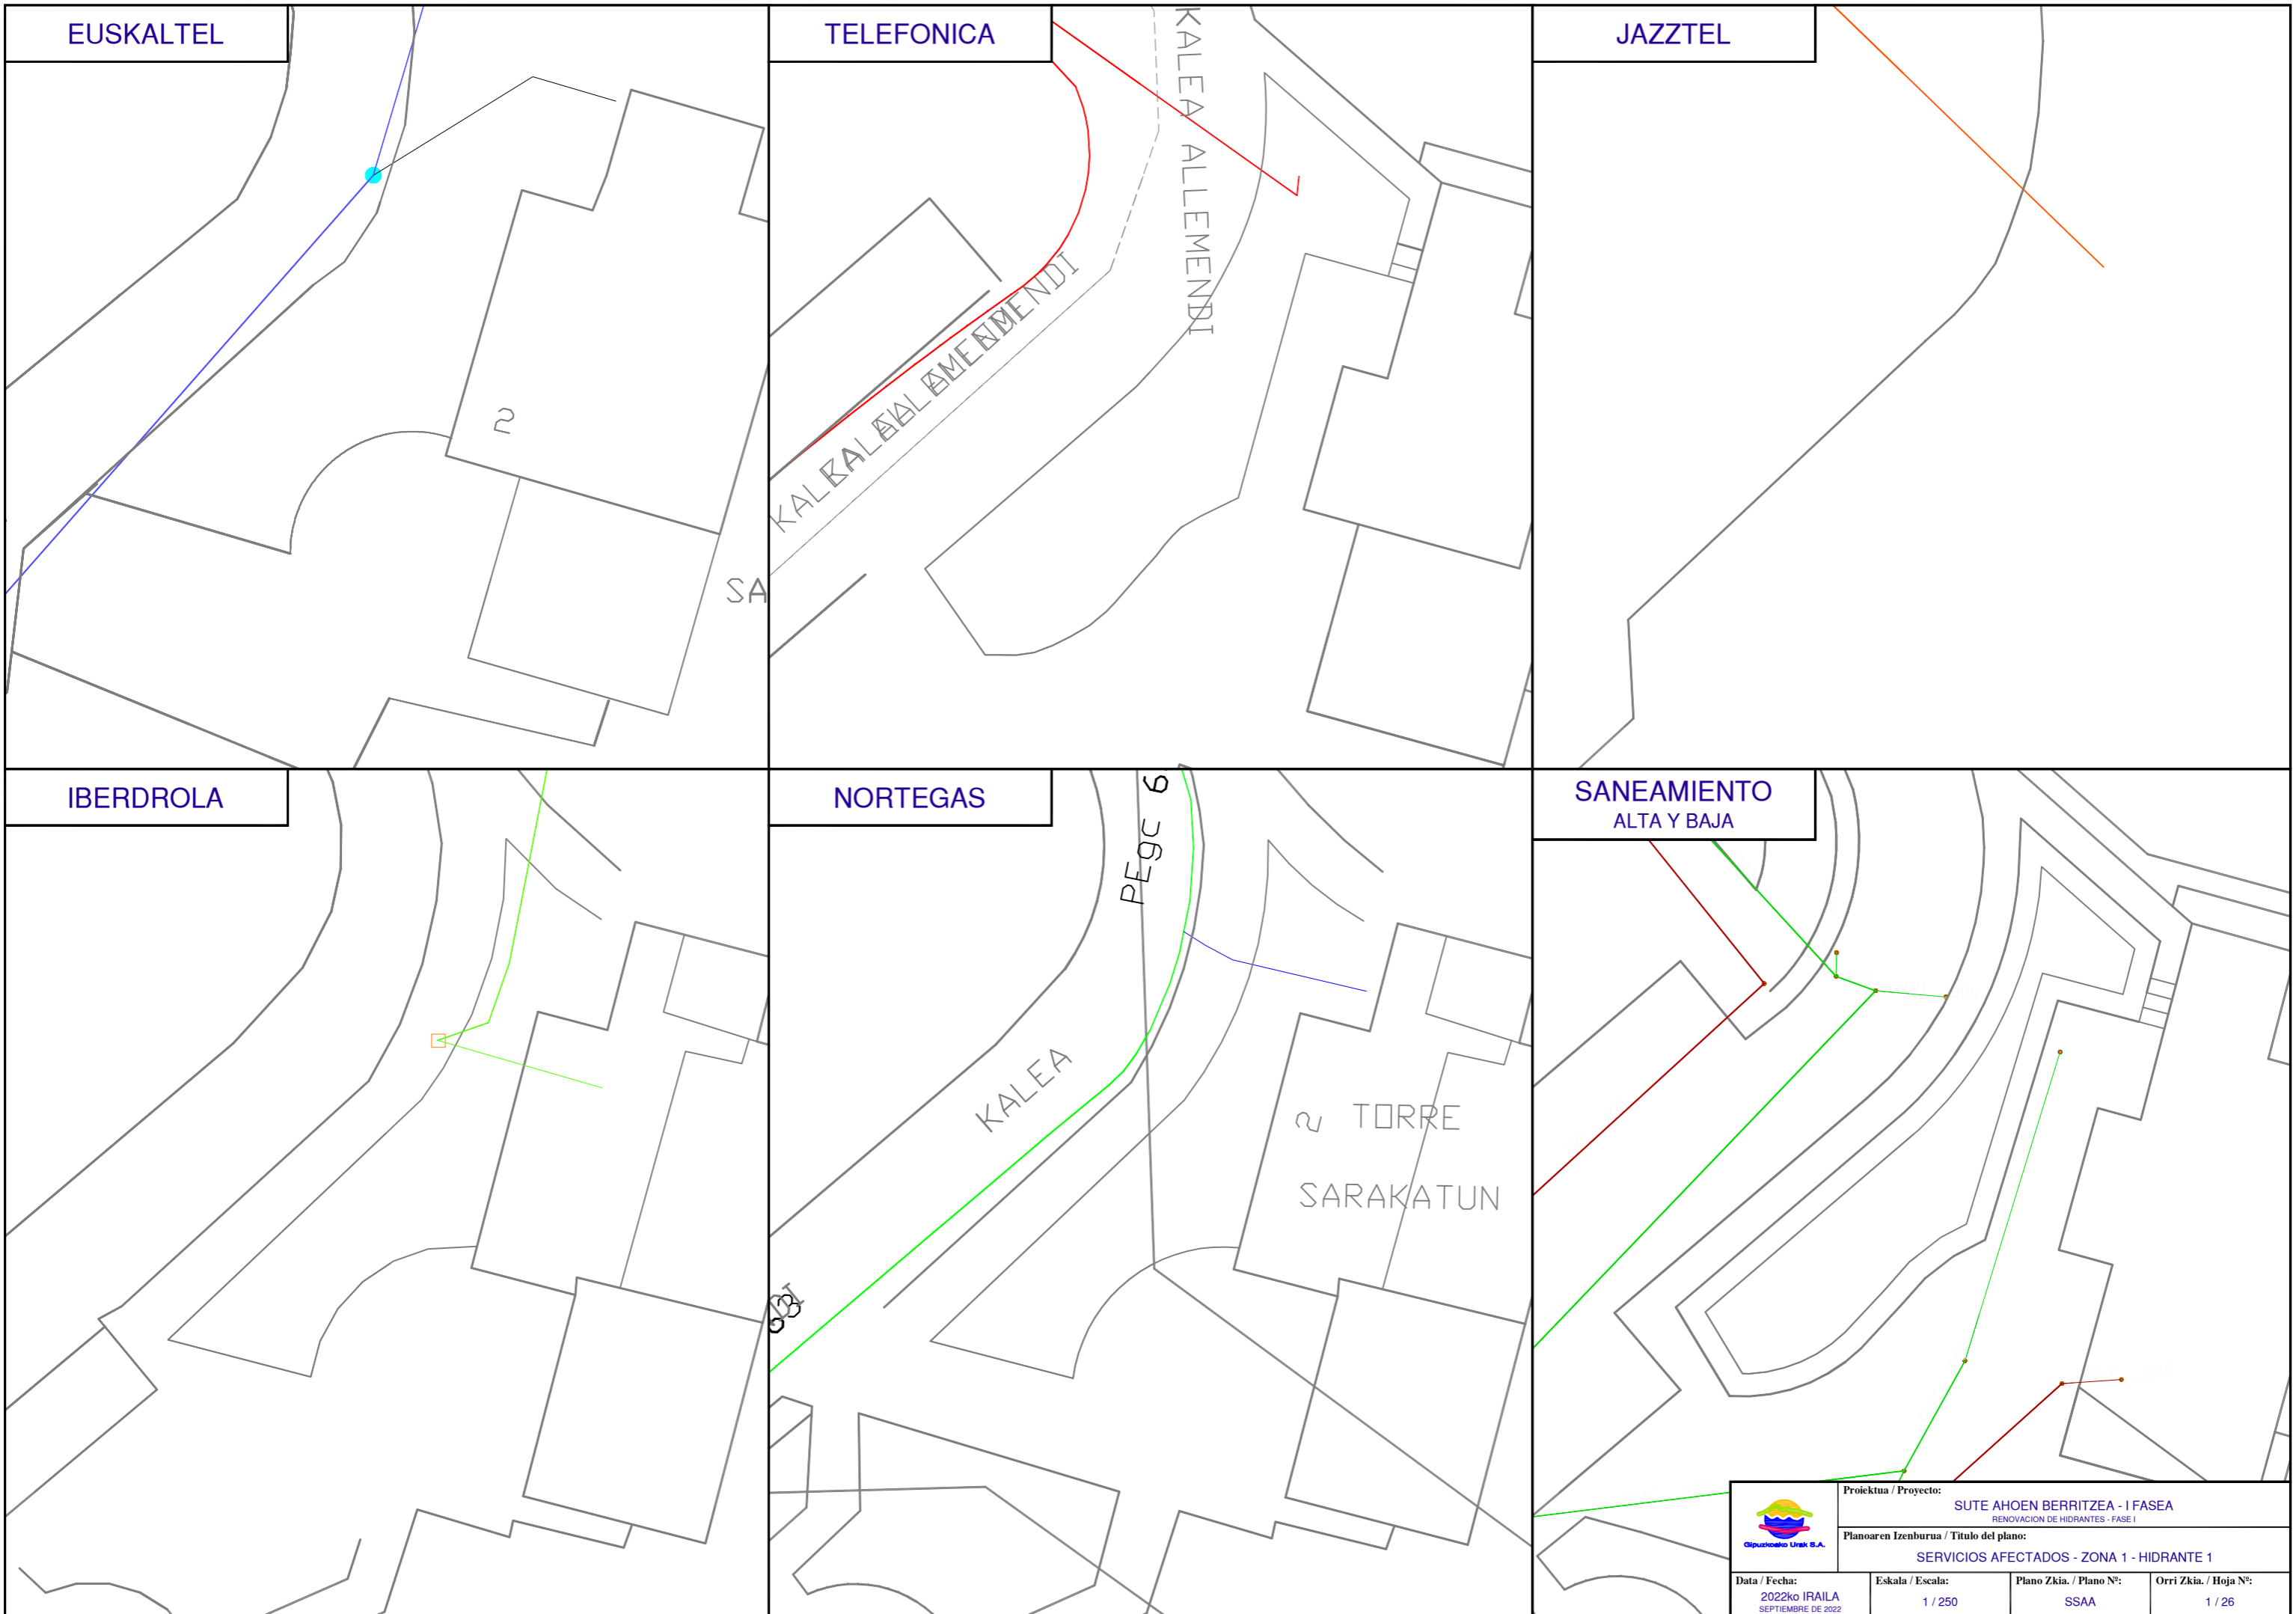 EUSKALTEL
TELEFONICA
JAZZTEL
KALEA ALLEMENDI
2
SA
IBERDROLA
NORTEGAS
SANEAMIENTO
ALTA Y BAJA
KALEA
2 TORRE
SARAKATUN
Proiektua / Proyecto:
SUTE AHOEN BERRITZEA - I FASEA
RENOVACION DE HIDRANTES - FASE I
Gipuzkoako Urak S.A.
Planoaren Izenburua / Titulo del plano:
SERVICIOS AFECTADOS - ZONA 1 - HIDRANTE 1
Data / Fecha:
2022ko IRAILA
SEPTIEMBRE DE 2022
Eskala / Escala:
1 / 250
Plano Zkia. / Plano Nº:
SSAA
Orri Zkia. / Hoja Nº:
1 / 26